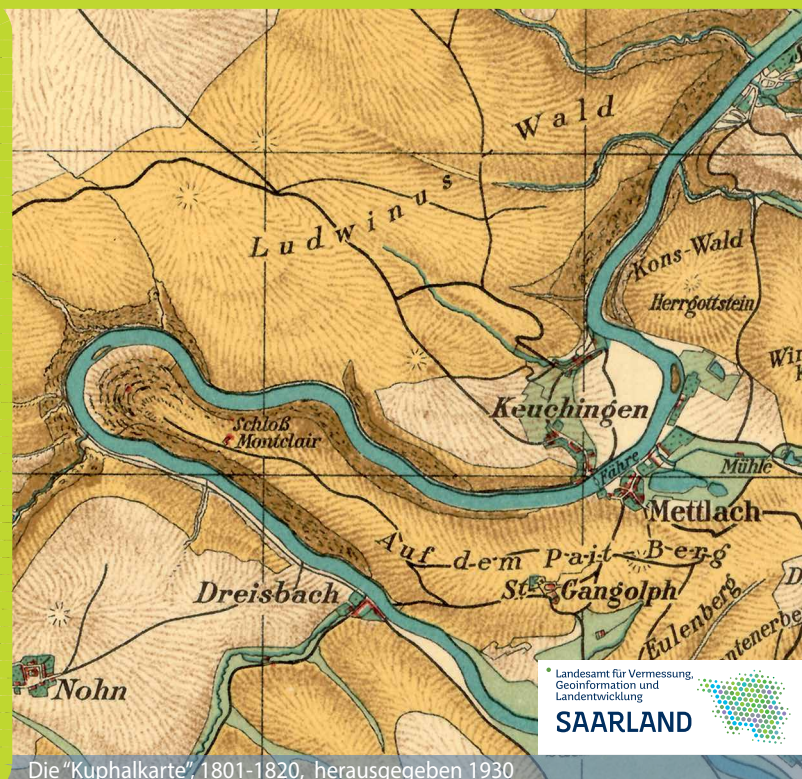 Wald
Ludwinus
Kons-Wald
Herrgottstein
Keuchingen
Schloß
Montclair
Fähre
Mühle
Mettlach
Auf dem Pait-Berg
St. Gangolph
Dreisbach
Eulenberg
Nohn
Landesamt für Vermessung,
Geoinformation und
Landentwicklung
SAARLAND
Die "Kuphalkarte", 1801-1820, herausgegeben 1930